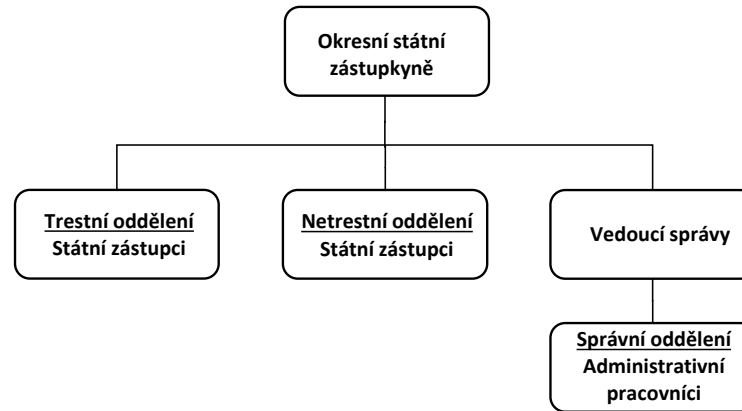 Okresní státní
zástupkyně
Trestní oddělení
Státní zástupci
Netrestní oddělení
Státní zástupci
Vedoucí správy
Správní oddělení
Administrativní
pracovníci